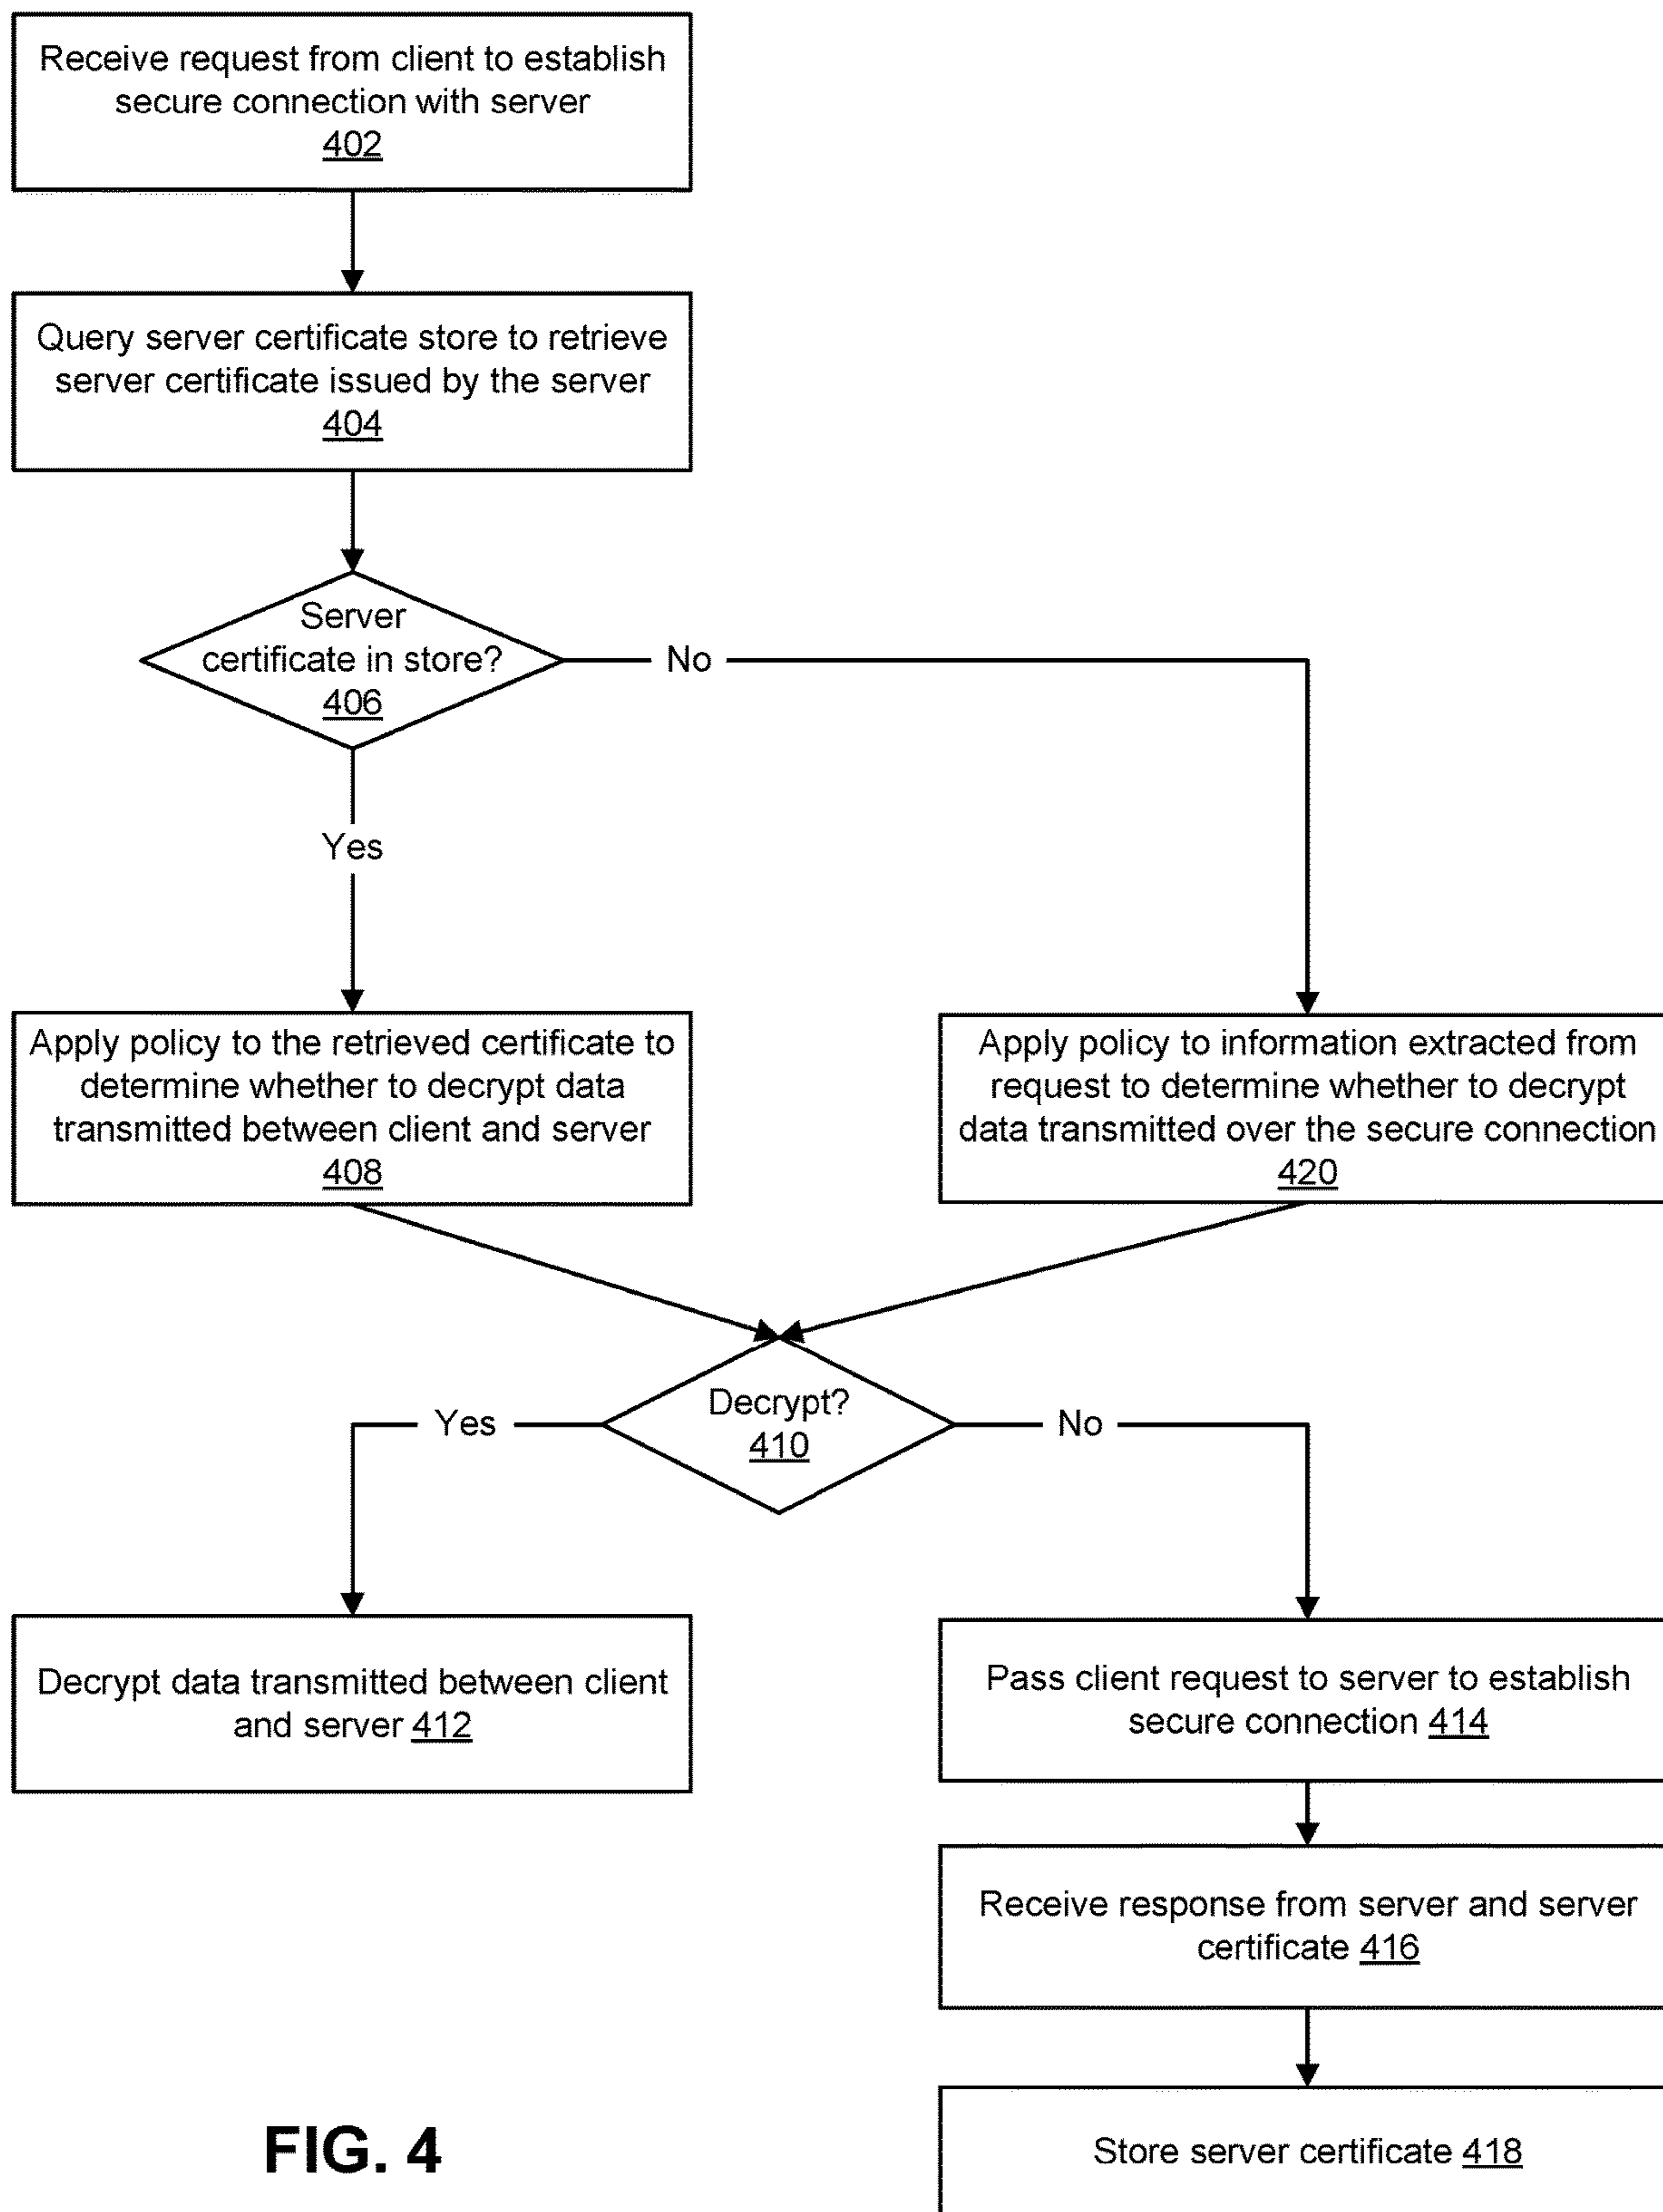 Receive request from client to establish
secure connection with server
402
Query server certificate store to retrieve
server certificate issued by the server
404
Server
certificate in store?
406
No
Yes
Apply policy to the retrieved certificate to
determine whether to decrypt data
transmitted between client and server
408
Apply policy to information extracted from
request to determine whether to decrypt
data transmitted over the secure connection
420
Decrypt?
410
Yes
No
Decrypt data transmitted between client
and server 412
Pass client request to server to establish
secure connection 414
Receive response from server and server
certificate 416
Store server certificate 418
FIG. 4